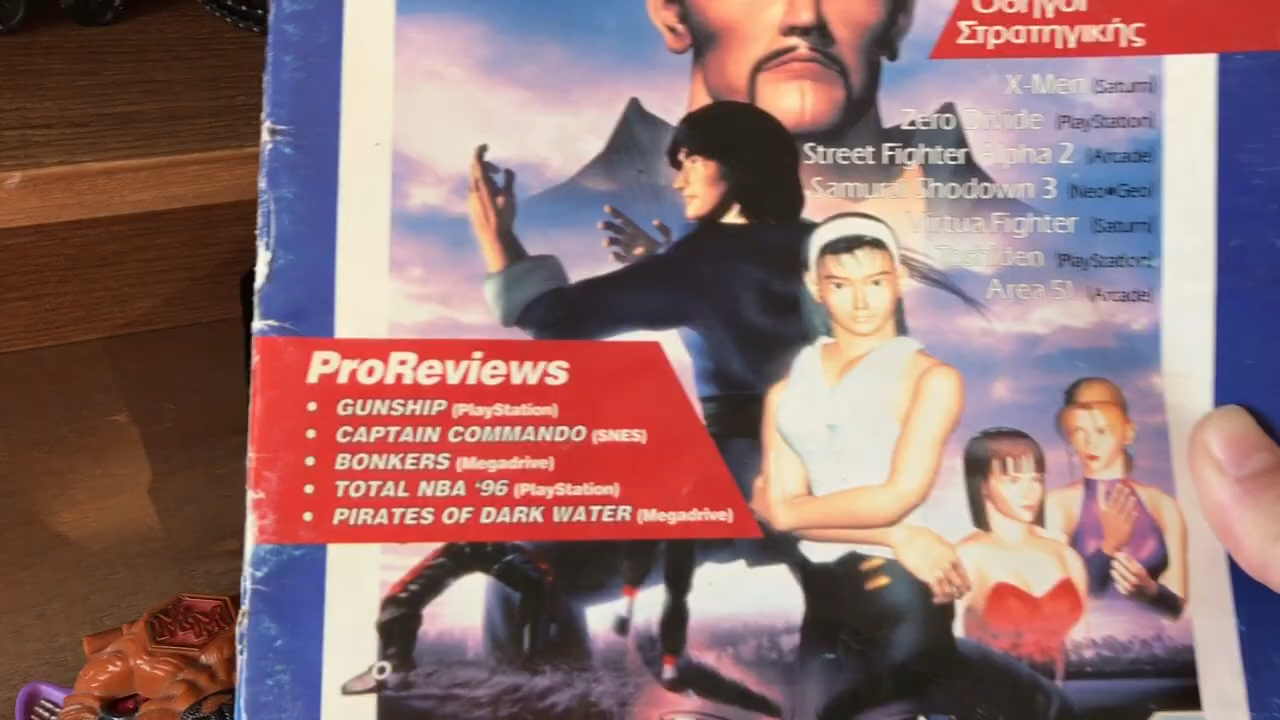 Οδηγοί
Στρατηγικής
X-Men (Saturn)
Zero Divide (PlayStation)
Street Fighter Alpha 2 (Arcade)
Samurai Shodown 3 (Neo•Geo)
Virtua Fighter (Saturn)
Toshinden (PlayStation)
Area 51 (Arcade)
ProReviews
• GUNSHIP (PlayStation)
• CAPTAIN COMMANDO (SNES)
• BONKERS (Megadrive)
• TOTAL NBA '96 (PlayStation)
• PIRATES OF DARK WATER (Megadrive)